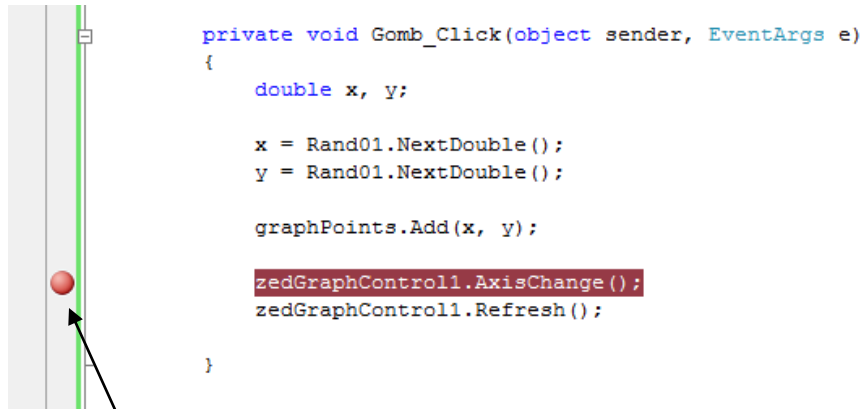 private void Gomb_Click(object sender, EventArgs e)
{
double x, y;
x = Rand01.NextDouble();
y = Rand01.NextDouble();
graphPoints.Add(x, y);
zedGraphControl1.AxisChange();
zedGraphControl1.Refresh();
}